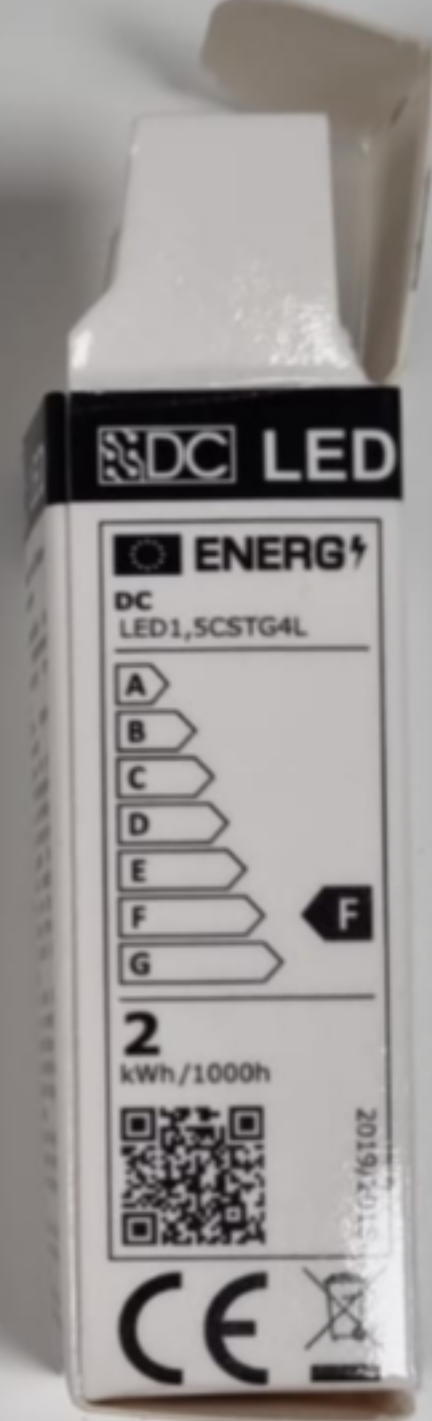 DC LED
ENERG
DC
LED1,5CSTG4L
A
B
C
D
E
F
F
G
2
kWh/1000h
2019/2015
CE